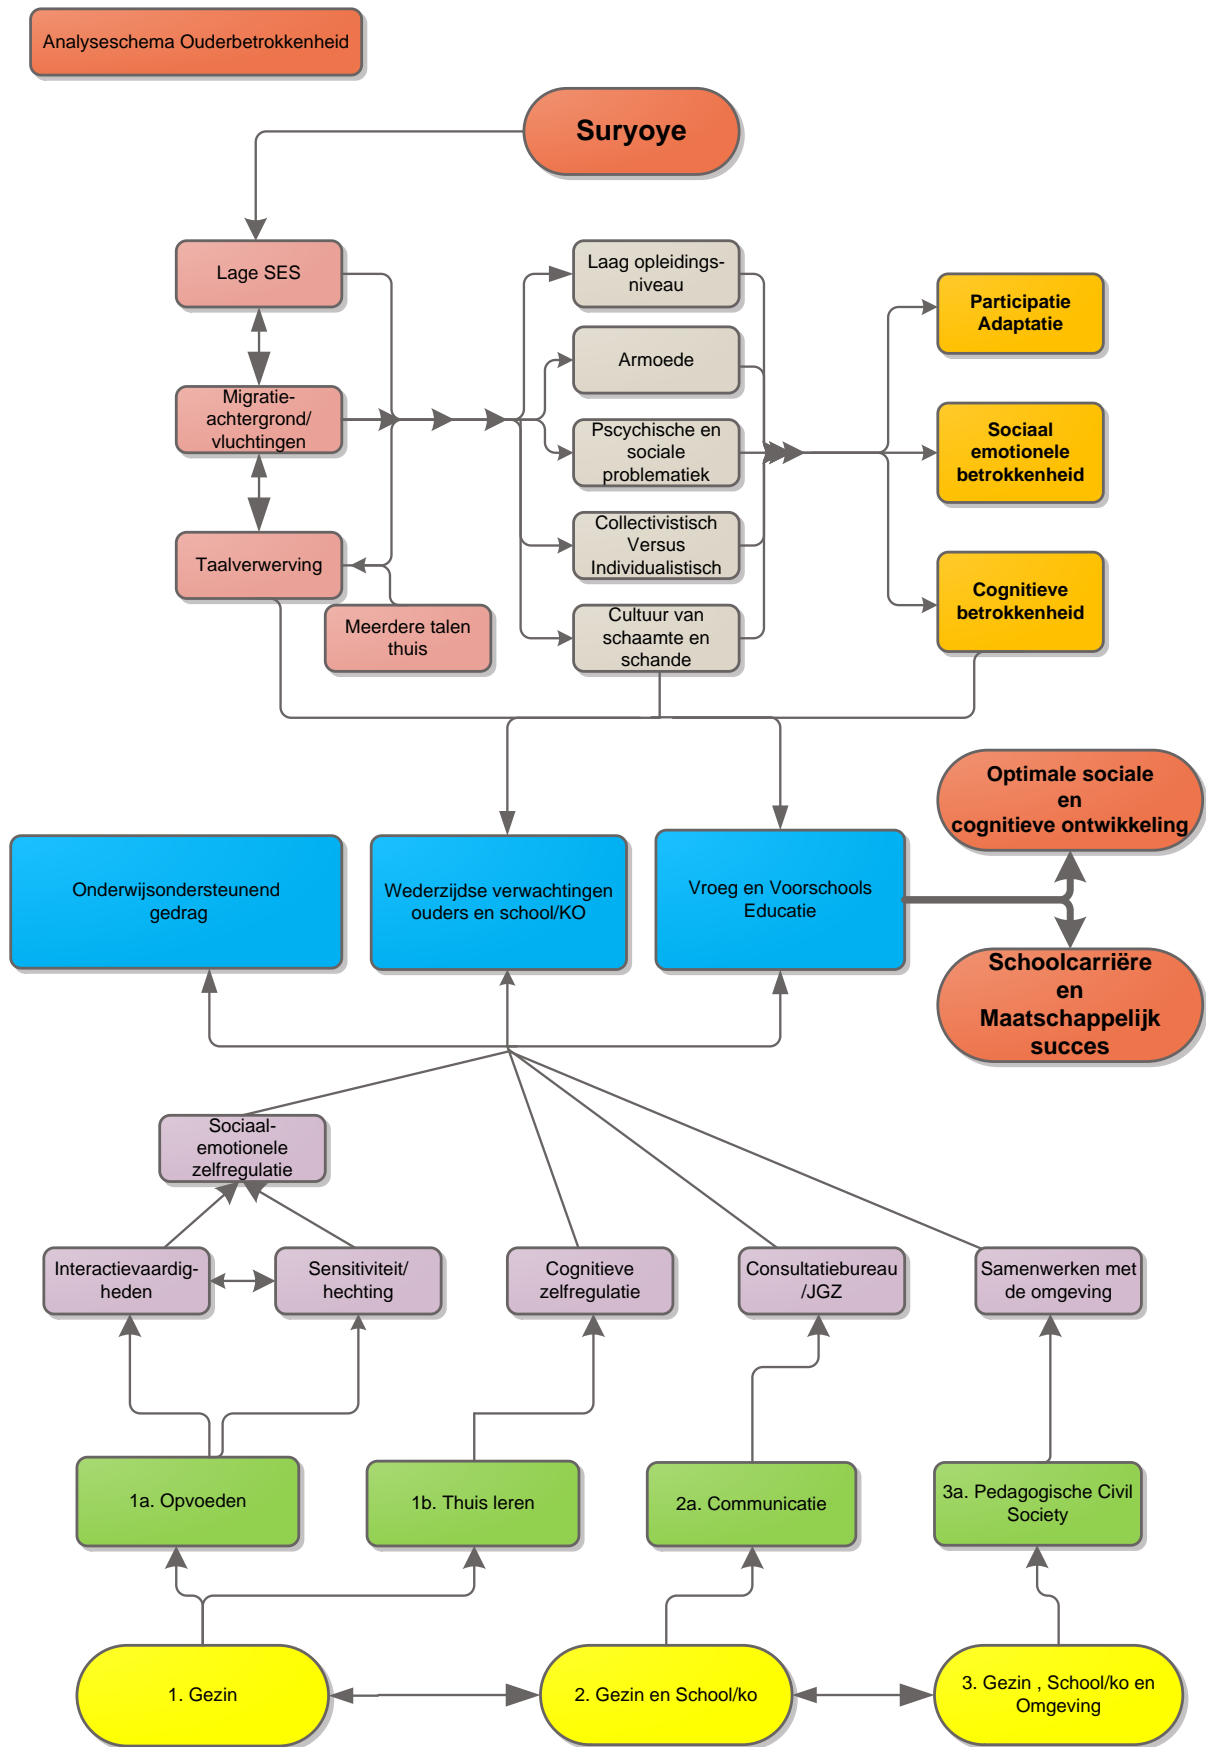 Analyseschema Ouderbetrokkenheid
Suryoye
Lage SES
Migratie-
achtergrond/
vluchtingen
Taalverwerving
Meerdere talen
thuis
Laag opleidings-
niveau
Armoede
Pscychische en
sociale
problematiek
Collectivistisch
Versus
Individualistisch
Cultuur van
schaamte en
schande
Participatie
Adaptatie
Sociaal
emotionele
betrokkenheid
Cognitieve
betrokkenheid
Optimale sociale
en
cognitieve ontwikkeling
Onderwijsondersteunend
gedrag
Wederzijdse verwachtingen
ouders en school/KO
Vroeg en Voorschools
Educatie
Schoolcarrière
en
Maatschappelijk
succes
Sociaal-
emotionele
zelfregulatie
Interactievaardig-
heden
Sensitiviteit/
hechting
Cognitieve
zelfregulatie
Consultatiebureau
/JGZ
Samenwerken met
de omgeving
1a. Opvoeden
1b. Thuis leren
2a. Communicatie
3a. Pedagogische Civil
Society
1. Gezin
2. Gezin en School/ko
3. Gezin , School/ko en
Omgeving